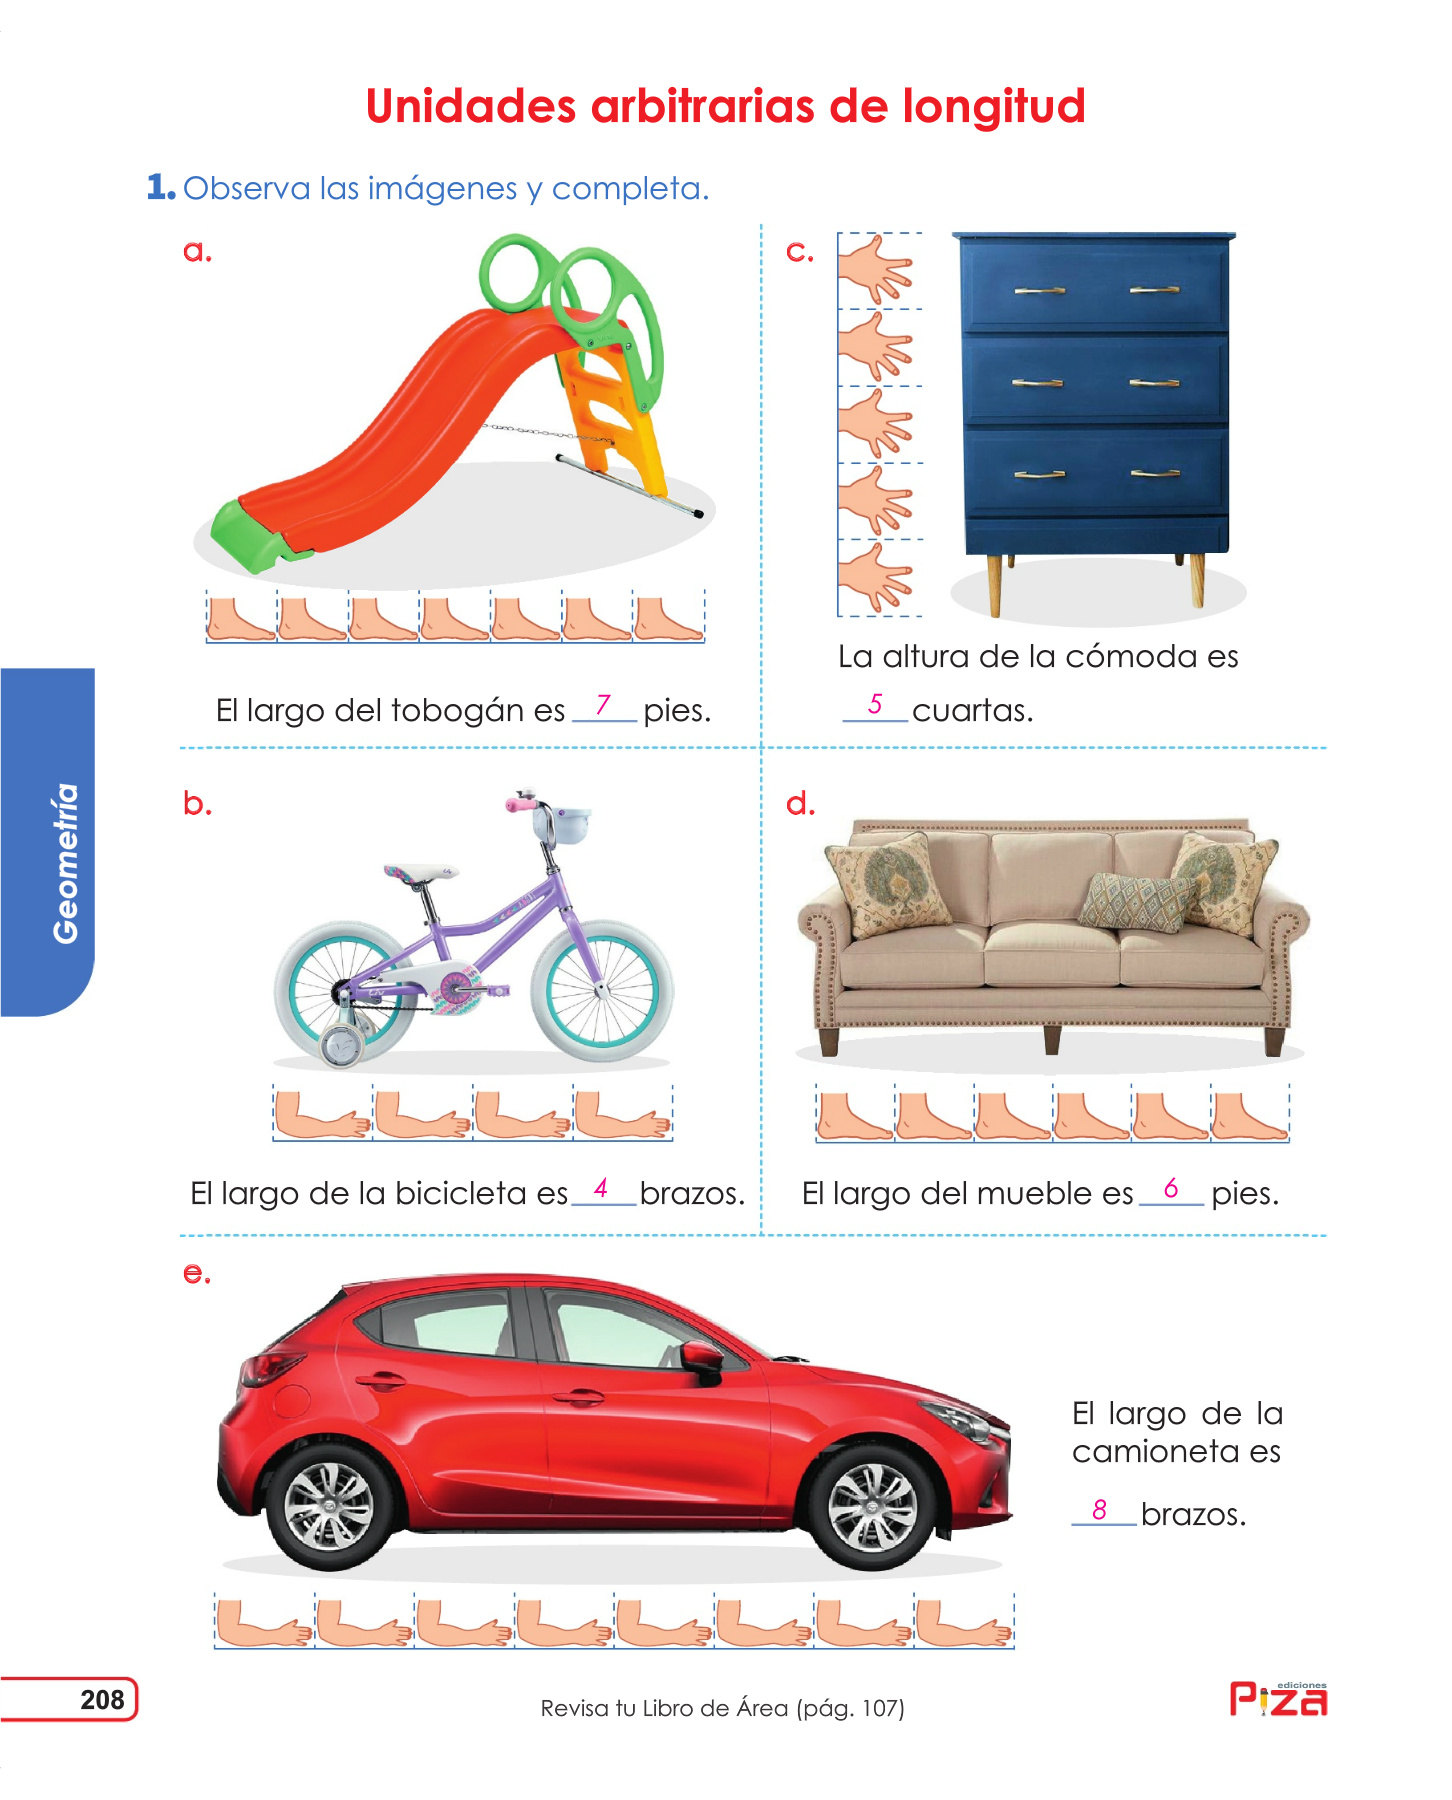 Unidades arbitrarias de longitud
1. Observa las imágenes y completa.
a.
El largo del tobogán es 7 pies.
c.
La altura de la cómoda es
5 cuartas.
b.
El largo de la bicicleta es 4 brazos.
d.
El largo del mueble es 6 pies.
e.
El largo de la
camioneta es
8 brazos.
Geometría
208
Revisa tu Libro de Área (pág. 107)
ediciones
Piza